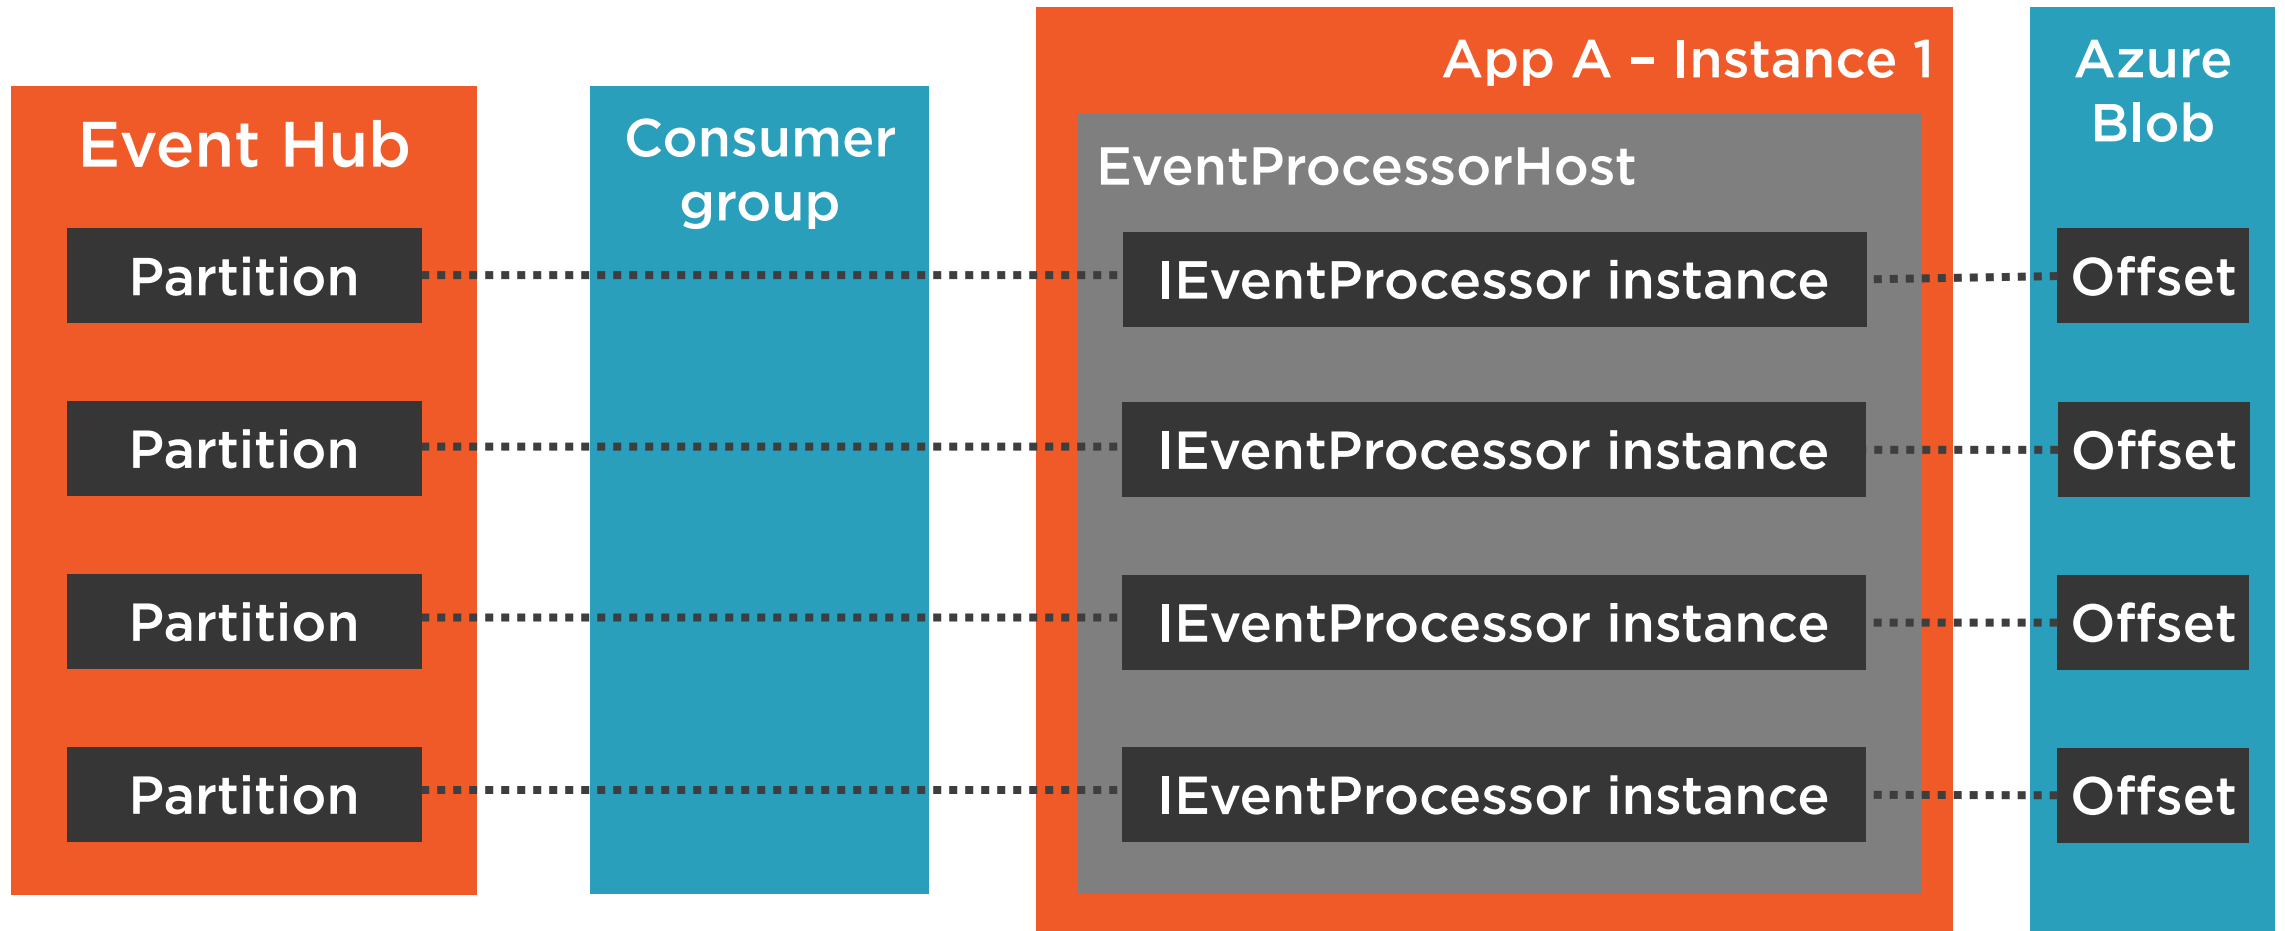 Event Hub
Partition
Partition
Partition
Partition
Consumer
group
App A – Instance 1
EventProcessorHost
IEventProcessor instance
IEventProcessor instance
IEventProcessor instance
IEventProcessor instance
Azure
Blob
Offset
Offset
Offset
Offset